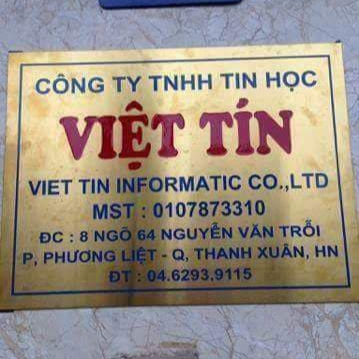 CÔNG TY TNHH TIN HỌC
VIỆT TÍN
VIET TIN INFORMATIC CO.,LTD
MST : 0107873310
ĐC : 8 NGÕ 64 NGUYỄN VĂN TRỖI
P, PHƯƠNG LIỆT - Q, THANH XUÂN, HN
ĐT : 04.6293.9115